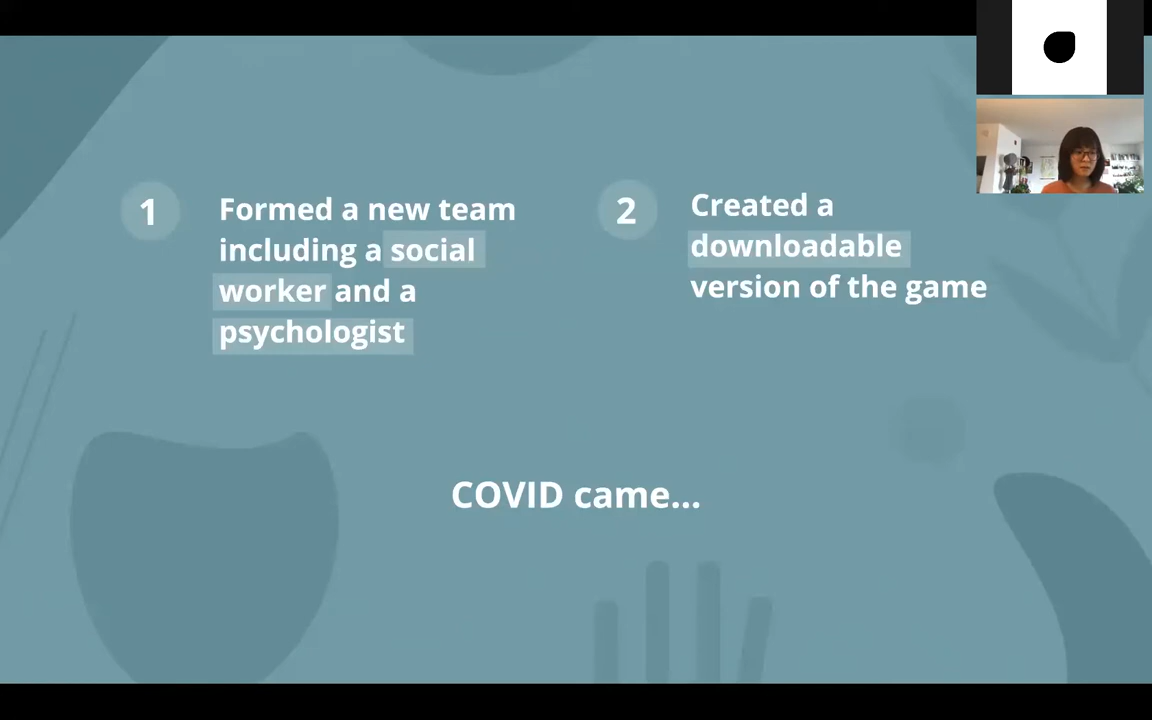 1
Formed a new team
including a social
worker and a
psychologist
2
Created a
downloadable
version of the game
COVID came...